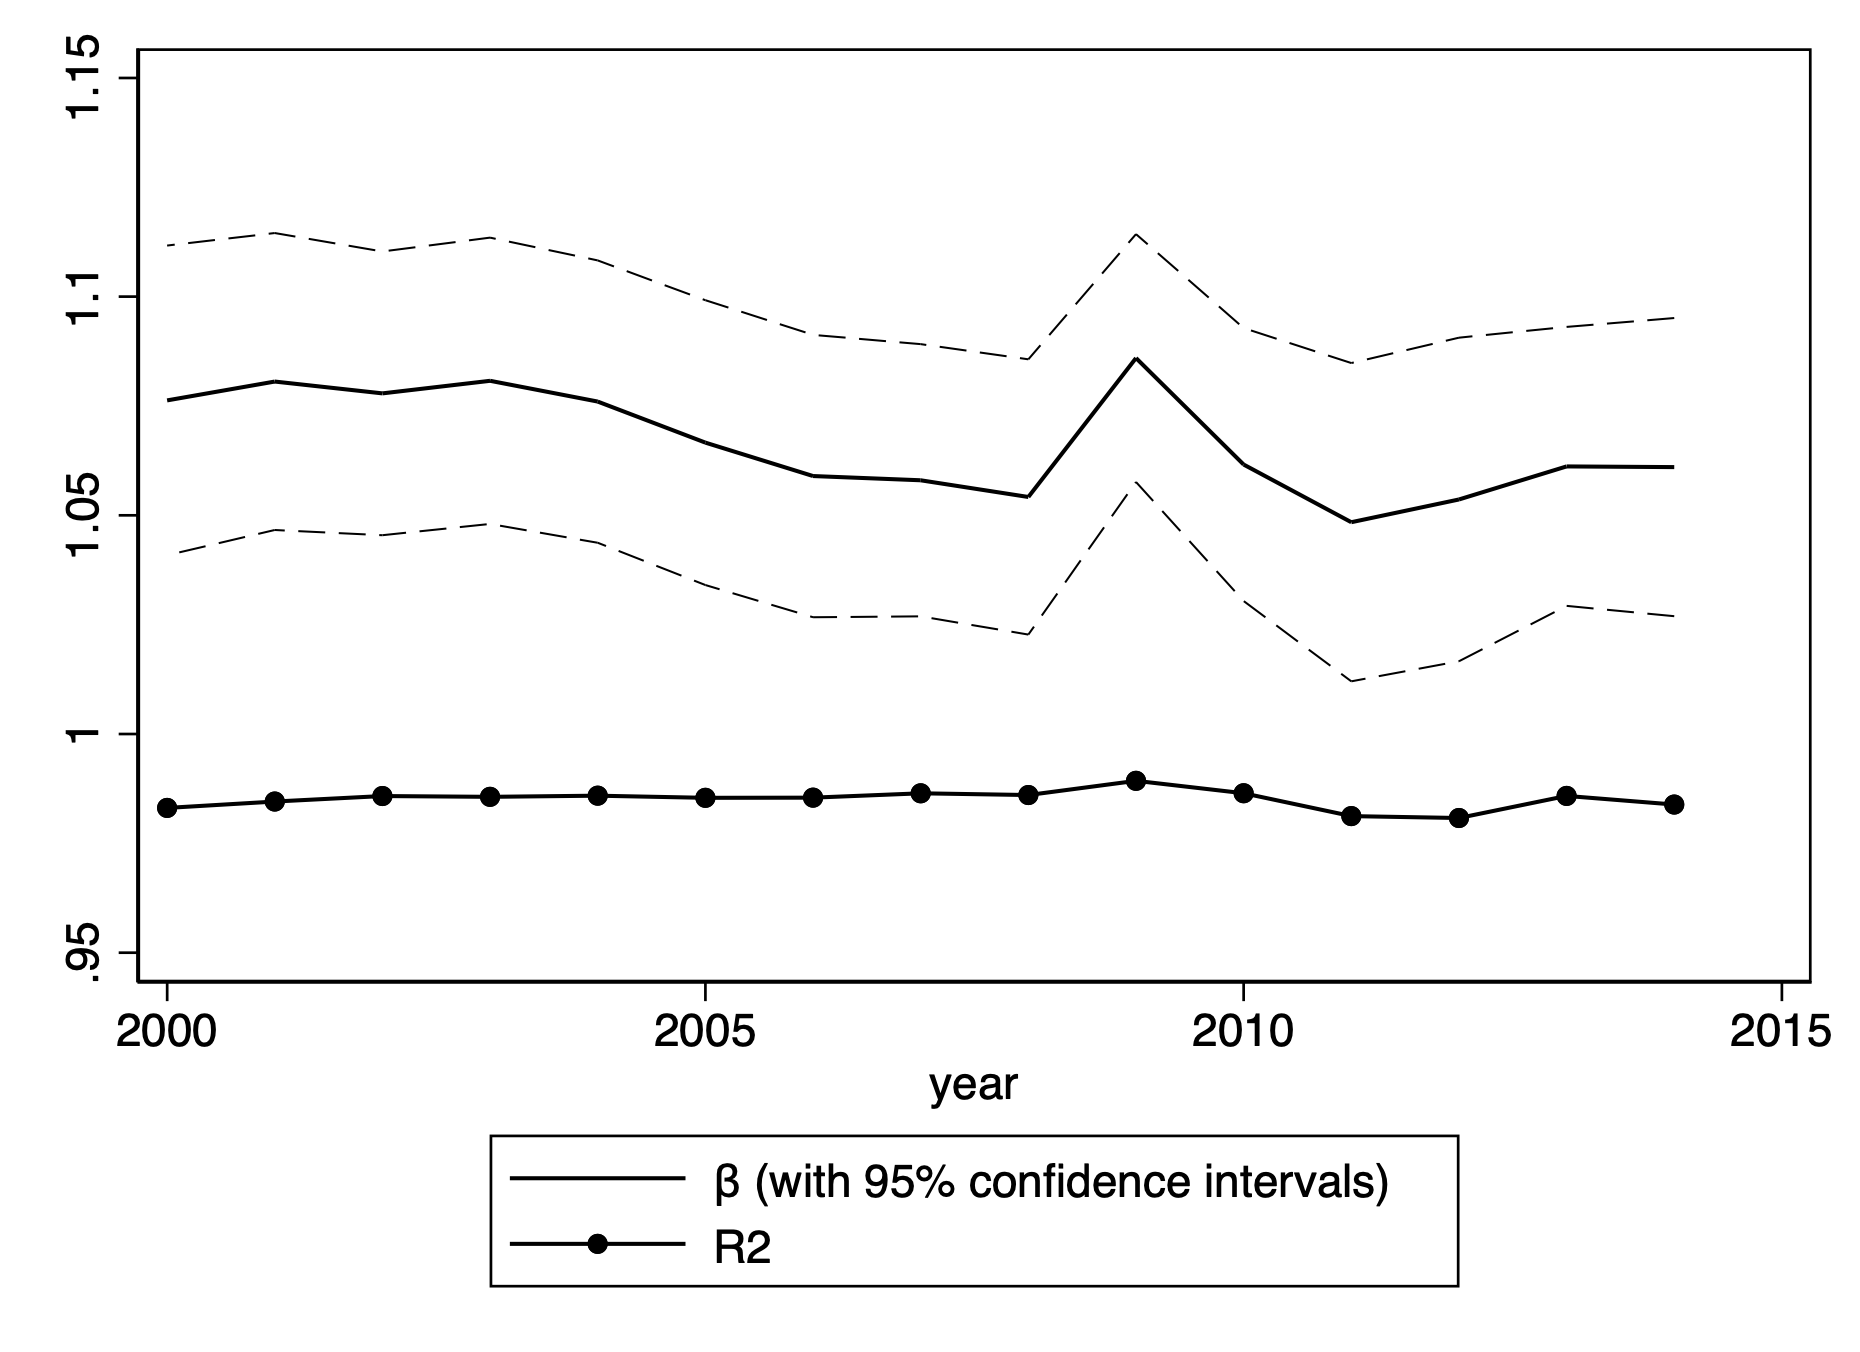 1.15
1.1
1.05
1
.95
2000 2005 2010 2015
year
β (with 95% confidence intervals)
R2